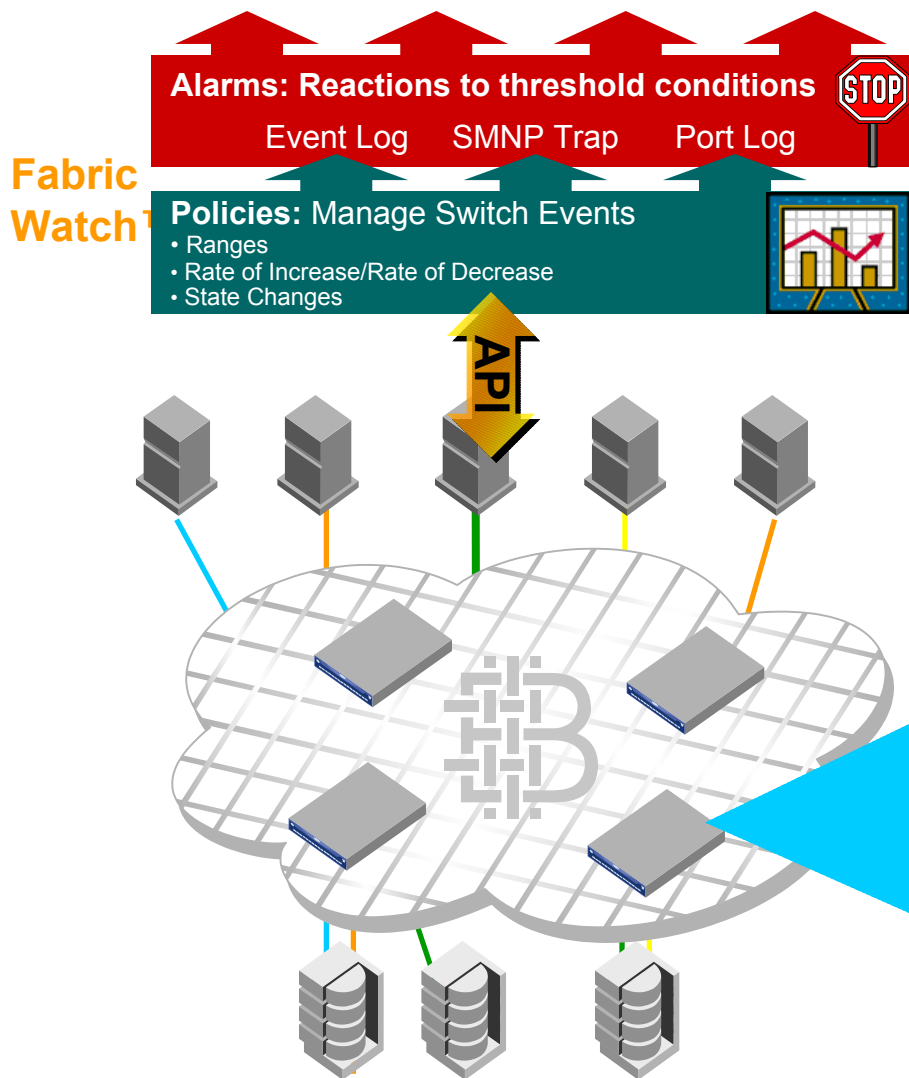 Alarms: Reactions to threshold conditions
STOP
Event Log SMNP Trap Port Log
Fabric
Watch
Policies: Manage Switch Events
• Ranges
• Rate of Increase/Rate of Decrease
• State Changes
API
B